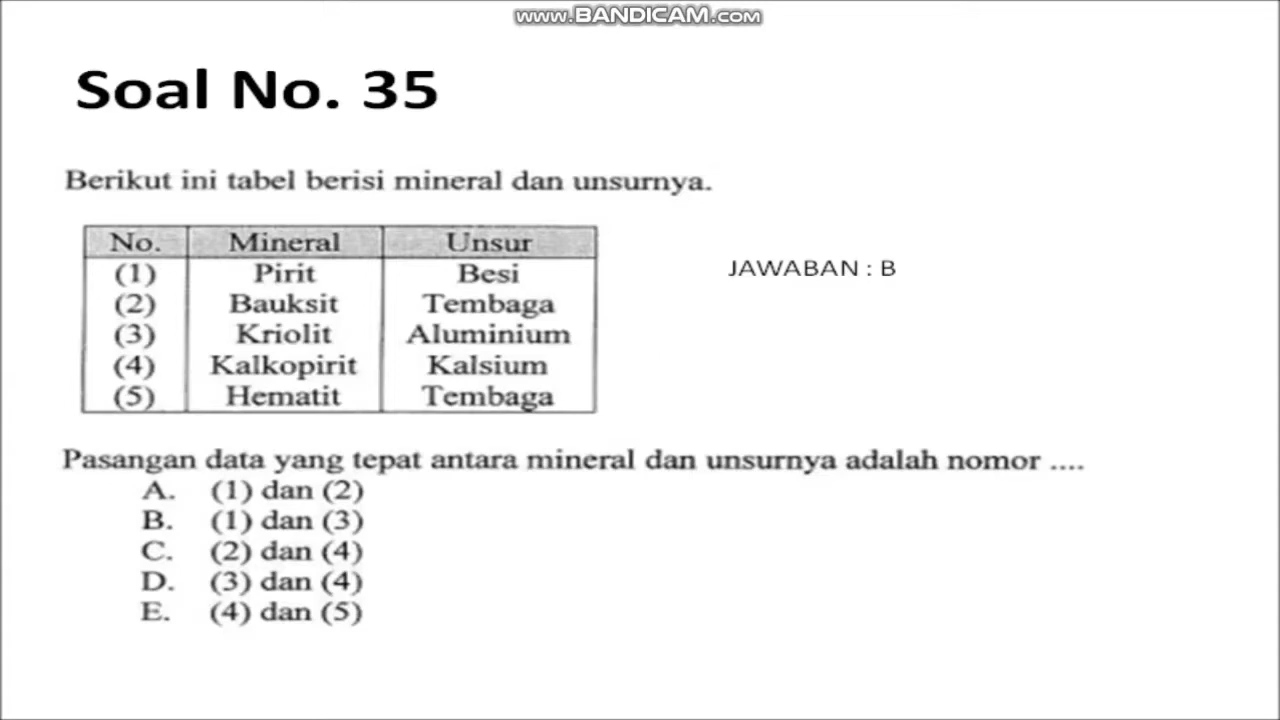 www.BANDICAM.com
Soal No. 35
Berikut ini tabel berisi mineral dan unsurnya.
No. Mineral Unsur
(1) Pirit Besi
(2) Bauksit Tembaga
(3) Kriolit Aluminium
(4) Kalkopirit Kalsium
(5) Hematit Tembaga
JAWABAN : B
Pasangan data yang tepat antara mineral dan unsurnya adalah nomor ....
A. (1) dan (2)
B. (1) dan (3)
C. (2) dan (4)
D. (3) dan (4)
E. (4) dan (5)